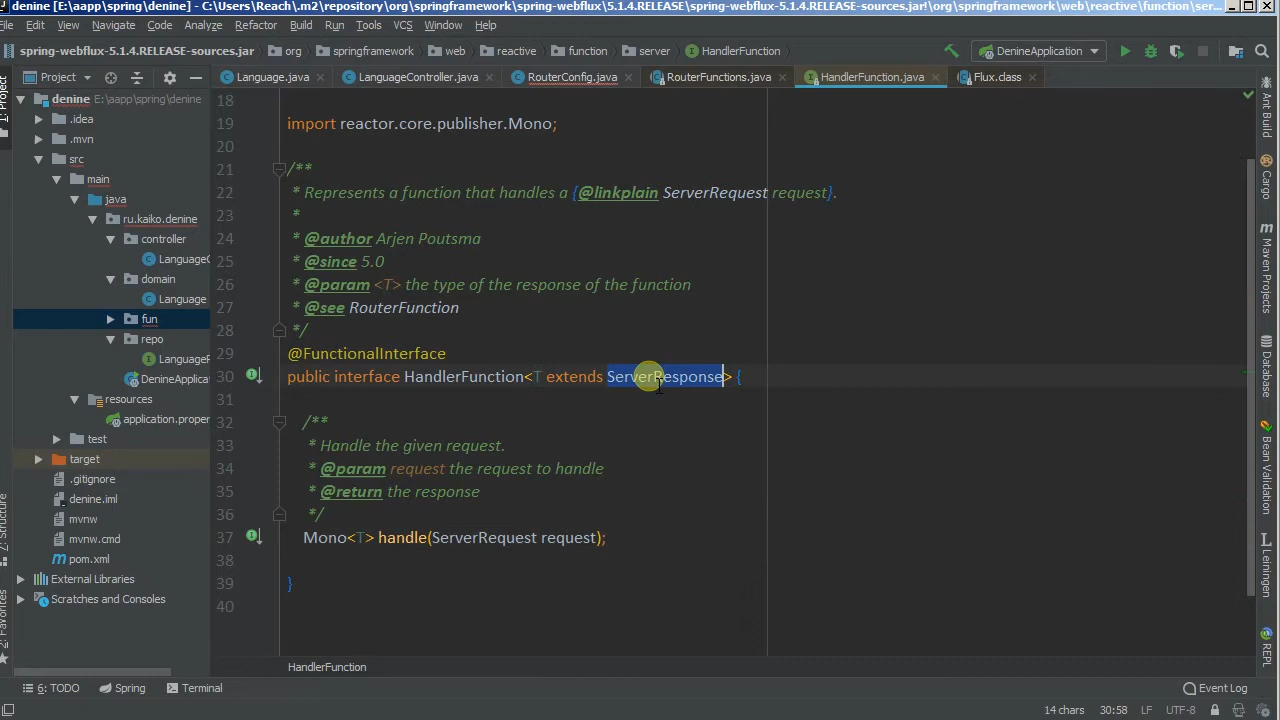 denine [E:\aapp\spring\denine] - C:\Users\Reach\.m2\repository\org\springframework\spring-webflux\5.1.4.RELEASE\spring-webflux-5.1.4.RELEASE-sources.jar!\org\springframework\web\reactive\function\ser...
File Edit View Navigate Code Analyze Refactor Build Run Tools VCS Window Help
spring-webflux-5.1.4.RELEASE-sources.jar org springframework web reactive function server HandlerFunction DenineApplication
Project
Language.java LanguageController.java RouterConfig.java RouterFunctions.java HandlerFunction.java Flux.class
denine E:\aapp\spring\denine
.idea
.mvn
src
main
java
ru.kaiko.denine
controller
LanguageC
domain
Language
fun
repo
LanguageF
DenineApplic
resources
application.proper
test
target
.gitignore
denine.iml
mvnw
mvnw.cmd
pom.xml
External Libraries
Scratches and Consoles
18
19 import reactor.core.publisher.Mono;
20
21 /**
22 * Represents a function that handles a {@linkplain ServerRequest request}.
23 *
24 * @author Arjen Poutsma
25 * @since 5.0
26 * @param <T> the type of the response of the function
27 * @see RouterFunction
28 */
29 @FunctionalInterface
30 public interface HandlerFunction<T extends ServerResponse> {
31
32 /**
33 * Handle the given request.
34 * @param request the request to handle
35 * @return the response
36 */
37 Mono<T> handle(ServerRequest request);
38
39 }
40
HandlerFunction
1: Project
Z: Structure
2: Favorites
Ant Build
Cargo
Maven Projects
Database
Bean Validation
Leiningen
REPL
6: TODO Spring Terminal Event Log
14 chars 30:58 LF UTF-8